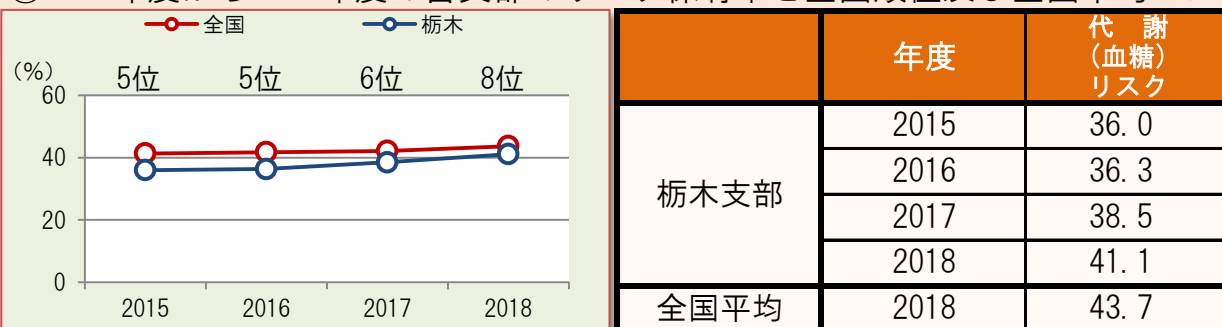 全国 栃木
(%) 5位 5位 6位 8位
60
40
20
0
2015 2016 2017 2018
年度 代 謝
(血糖)
リスク
栃木支部
2015 36.0
2016 36.3
2017 38.5
2018 41.1
全国平均 2018 43.7